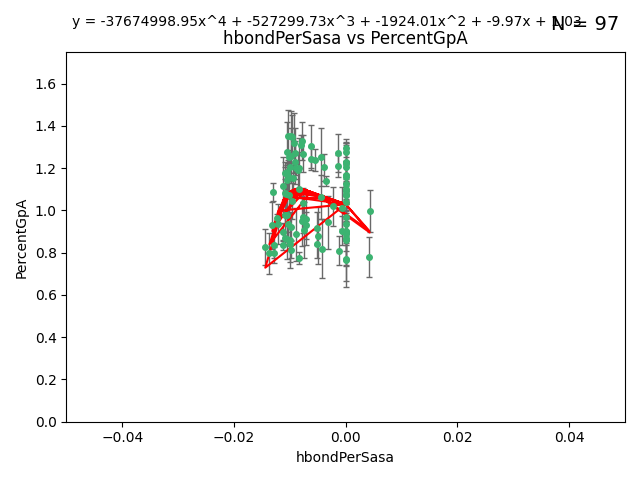 y = -37674998.95x^4 + -527299.73x^3 + -1924.01x^2 + -9.97x + 1.03
N = 97
hbondPerSasa vs PercentGpA
1.6
1.4
1.2
1.0
0.8
0.6
0.4
0.2
0.0
PercentGpA
−0.04 −0.02 0.00 0.02 0.04
hbondPerSasa